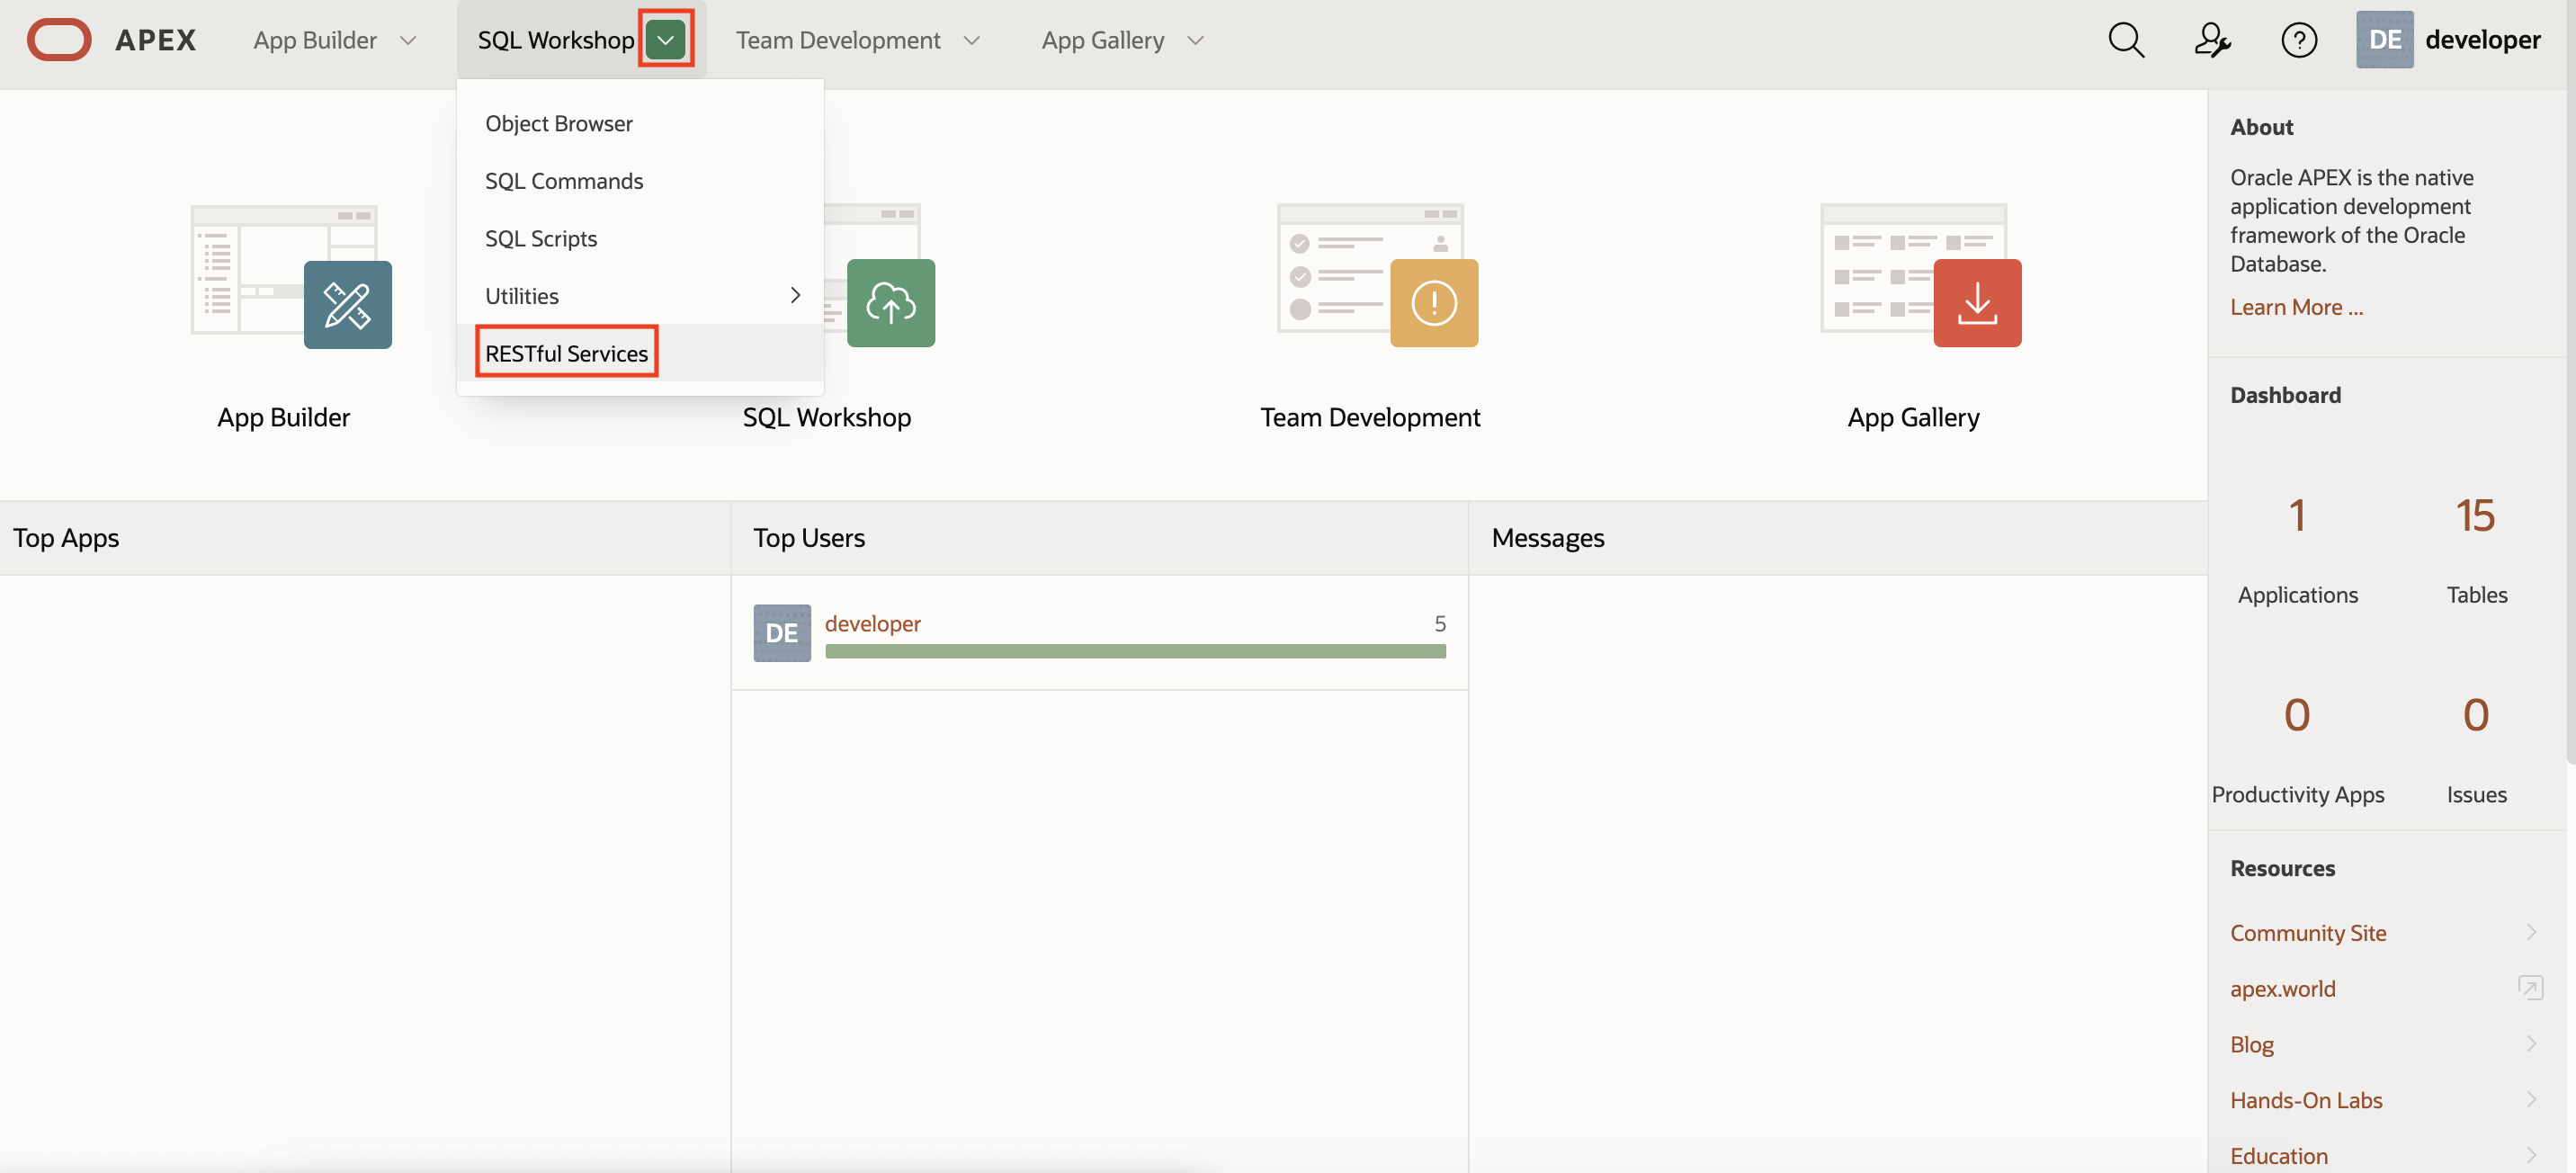 APEX
App Builder
SQL Workshop
Team Development
App Gallery
DE
developer
Object Browser
SQL Commands
SQL Scripts
Utilities
RESTful Services
App Builder
SQL Workshop
Team Development
App Gallery
Top Apps
Top Users
Messages
DE
developer
5
About
Oracle APEX is the native
application development
framework of the Oracle
Database.
Learn More ...
Dashboard
1
15
Applications
Tables
0
0
Productivity Apps
Issues
Resources
Community Site
apex.world
Blog
Hands-On Labs
Education